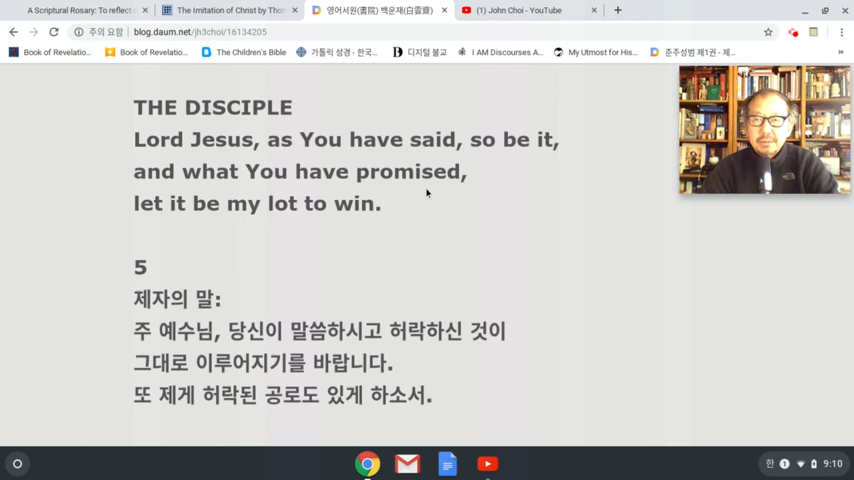 A Scriptural Rosary: To reflect u
The Imitation of Christ by Thom
영어서원(書院) 백운재(白雲齋)
(1) John Choi - YouTube
주의 요함
blog.daum.net/jh3choi/16134205
Book of Revelatio...
Book of Revelatio...
The Children's Bible
가톨릭 성경 - 한국...
디지털 불교
I AM Discourses A...
My Utmost for His...
준주성범 제1권 - 제...
THE DISCIPLE
Lord Jesus, as You have said, so be it,
and what You have promised,
let it be my lot to win.
5
제자의 말:
주 예수님, 당신이 말씀하시고 허락하신 것이
그대로 이루어지기를 바랍니다.
또 제게 허락된 공로도 있게 하소서.
한
1
9:10